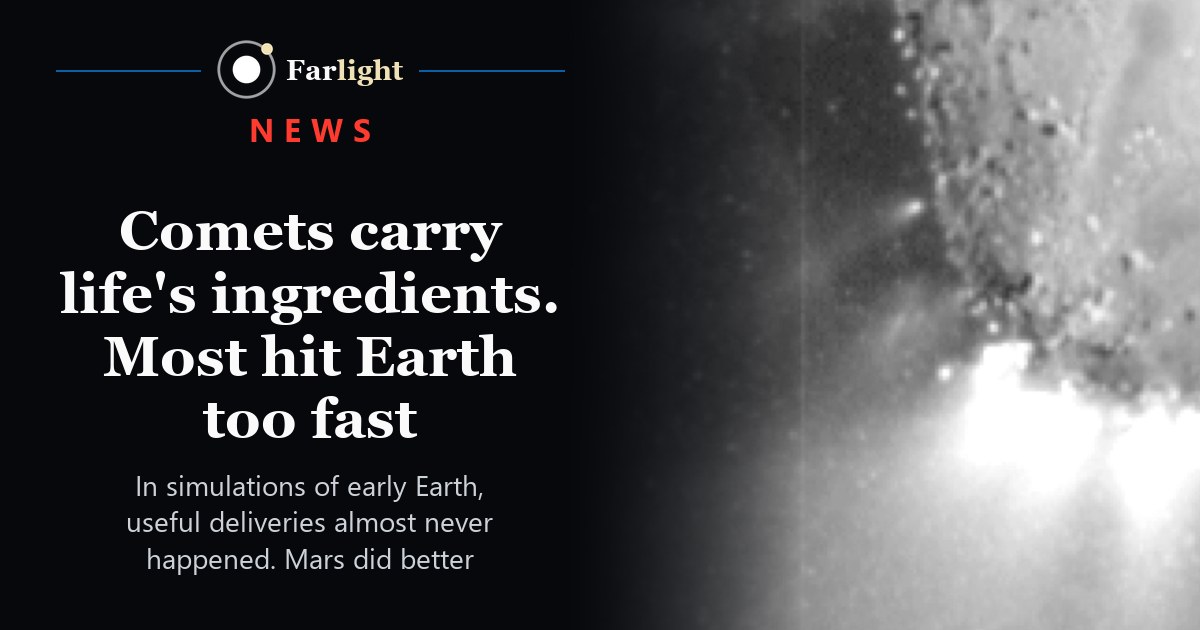 Farlight
NEWS
Comets carry
life's ingredients.
Most hit Earth
too fast
In simulations of early Earth,
useful deliveries almost never
happened. Mars did better